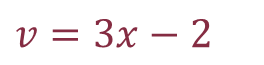 v = 3x − 2